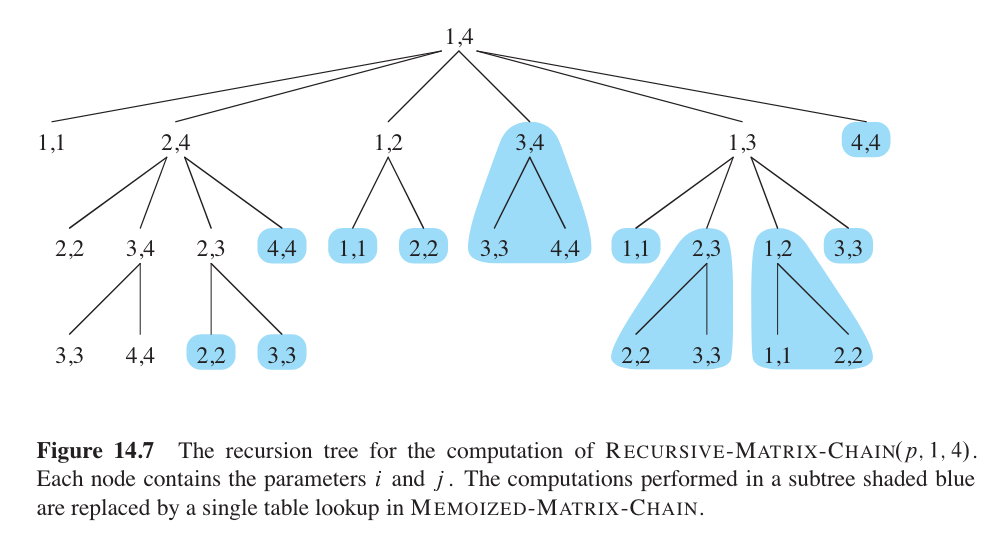 1,4
1,1 2,4 1,2 3,4 1,3 4,4
2,2 3,4 2,3 4,4 1,1 2,2 3,3 4,4 1,1 2,3 1,2 3,3
3,3 4,4 2,2 3,3 2,2 3,3 1,1 2,2
Figure 14.7 The recursion tree for the computation of RECURSIVE-MATRIX-CHAIN(p, 1, 4).
Each node contains the parameters i and j. The computations performed in a subtree shaded blue
are replaced by a single table lookup in MEMOIZED-MATRIX-CHAIN.